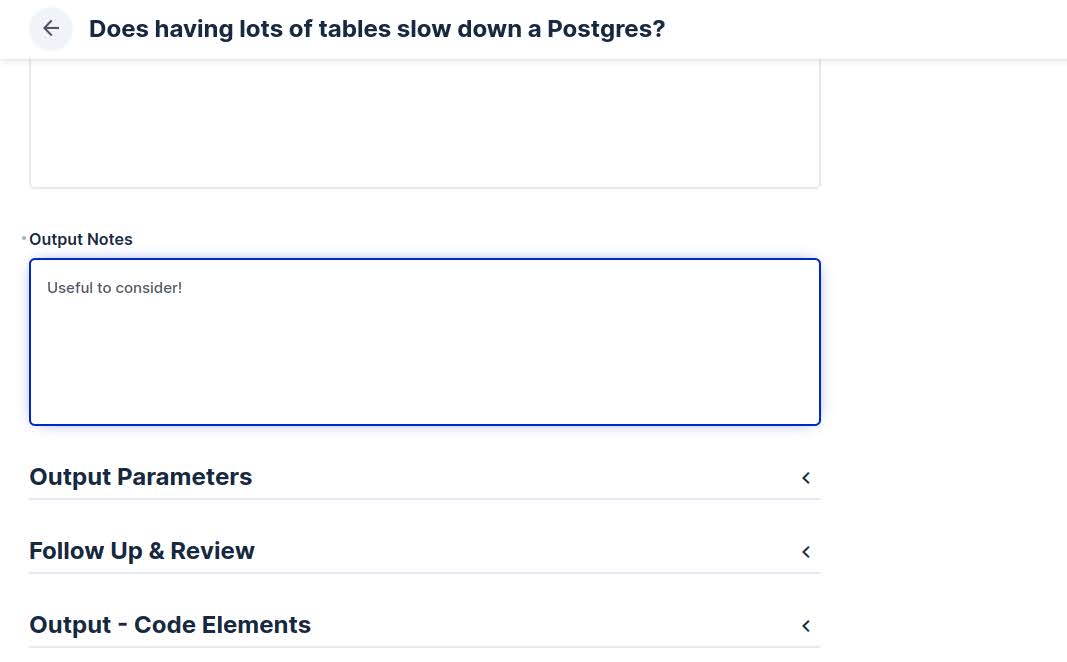 Does having lots of tables slow down a Postgres?
Output Notes
Useful to consider!
Output Parameters
Follow Up & Review
Output - Code Elements